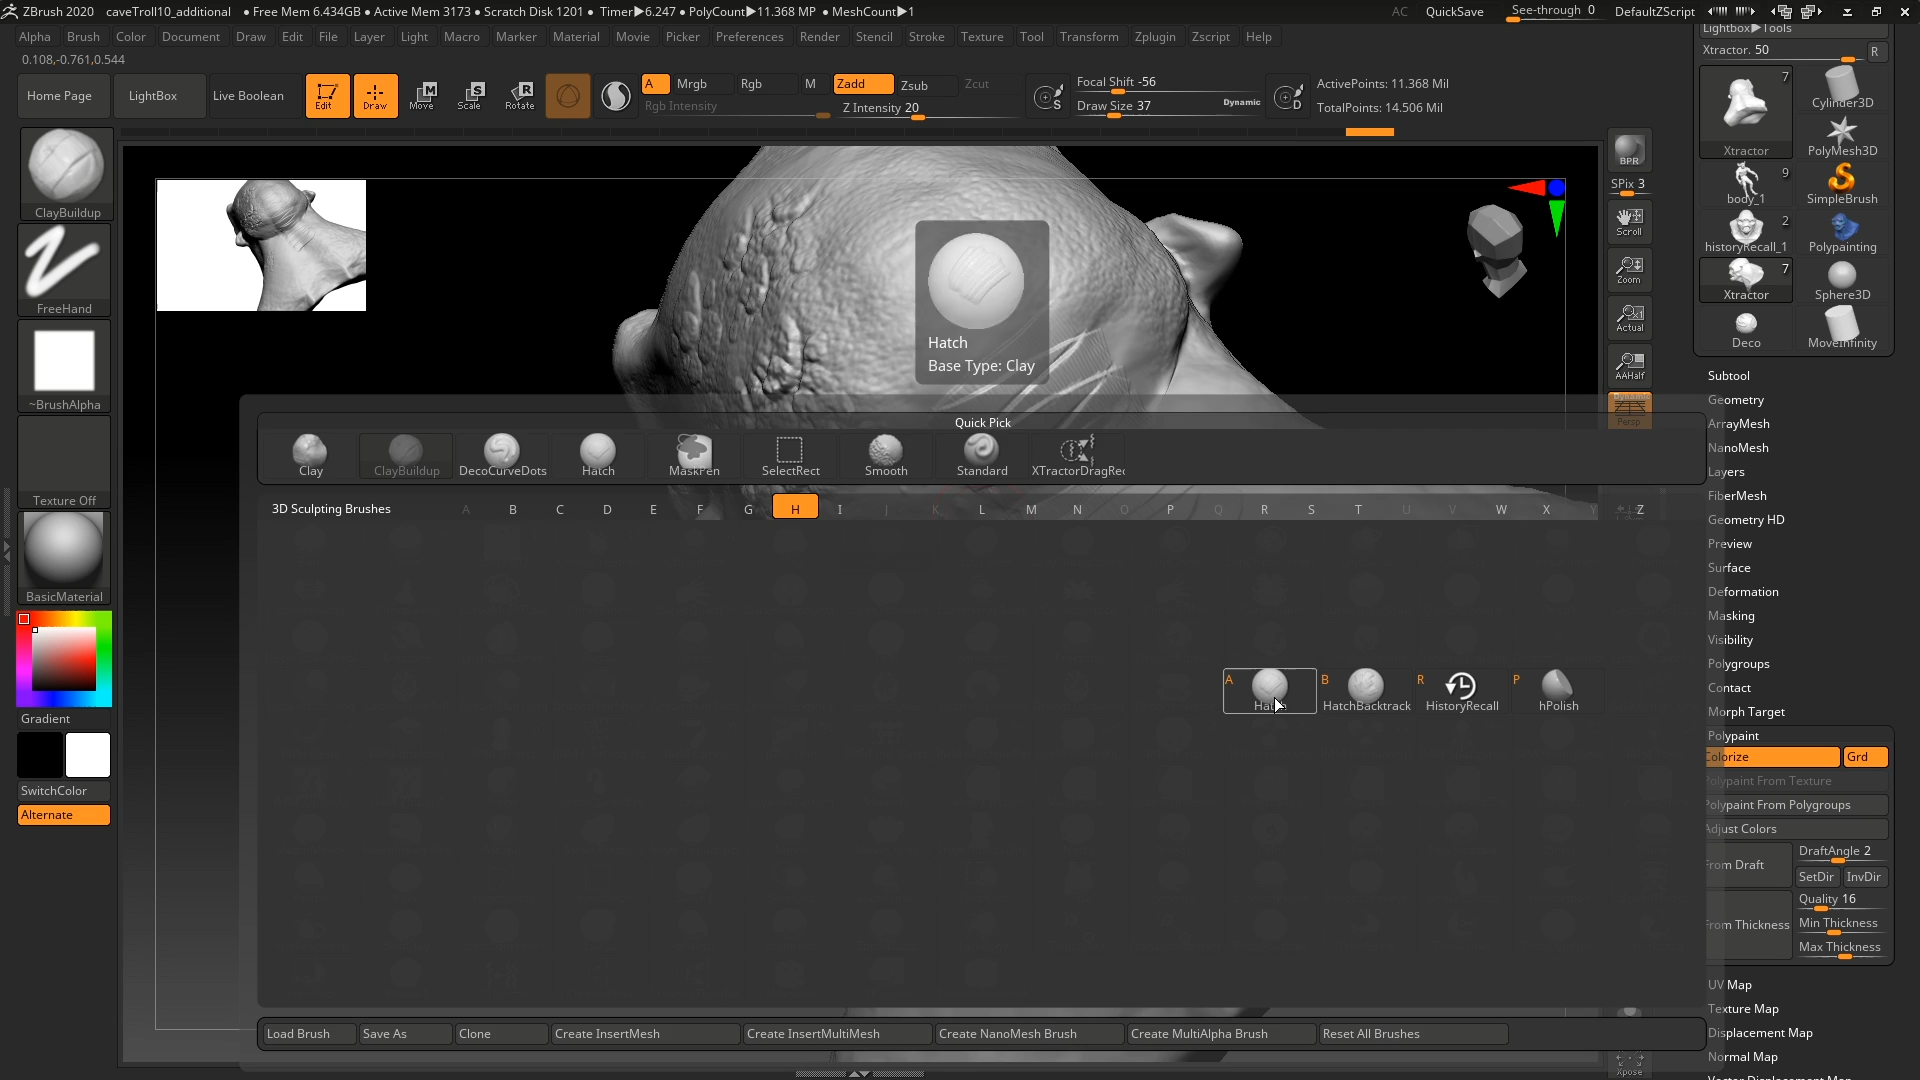 ZBrush 2020 caveTroll10_additional • Free Mem 6.434GB • Active Mem 3173 • Scratch Disk 1201 • Timer▶6.247 • PolyCount▶11.368 MP • MeshCount▶1 AC QuickSave See-through 0 DefaultZScript
Alpha Brush Color Document Draw Edit File Layer Light Macro Marker Material Movie Picker Preferences Render Stencil Stroke Texture Tool Transform Zplugin Zscript Help
0.108,-0.761,0.544
Home Page LightBox Live Boolean Edit Draw Move Scale Rotate
A Mrgb Rgb M Zadd Zsub Zcut
Rgb Intensity Z Intensity 20
S Focal Shift -56
Draw Size 37 Dynamic
D ActivePoints: 11.368 Mil
TotalPoints: 14.506 Mil
ClayBuildup
FreeHand
~BrushAlpha
Texture Off
BasicMaterial
Gradient
SwitchColor
Alternate
Hatch
Base Type: Clay
Quick Pick
Clay ClayBuildup DecoCurveDots Hatch MaskPen SelectRect Smooth Standard XTractorDragRec
3D Sculpting Brushes A B C D E F G H I J K L M N O P Q R S T U V W X Y Z
A B R P
Hatch HatchBacktrack HistoryRecall hPolish
Load Brush Save As Clone Create InsertMesh Create InsertMultiMesh Create NanoMesh Brush Create MultiAlpha Brush Reset All Brushes
BPR
SPix 3
Scroll
Zoom
Actual
AAHalf
Persp
Xpose
Lightbox▶Tools
Xtractor. 50 R
7
Xtractor Cylinder3D
PolyMesh3D
9
body_1 SimpleBrush
2
historyRecall_1 Polypainting
7
Xtractor Sphere3D
Deco MoveInfinity
Subtool
Geometry
ArrayMesh
NanoMesh
Layers
FiberMesh
Geometry HD
Preview
Surface
Deformation
Masking
Visibility
Polygroups
Contact
Morph Target
Polypaint
Colorize Grd
Polypaint From Texture
Polypaint From Polygroups
Adjust Colors
From Draft DraftAngle 2
SetDir InvDir
From Thickness Quality 16
Min Thickness
Max Thickness
UV Map
Texture Map
Displacement Map
Normal Map
Vector Displacement Map